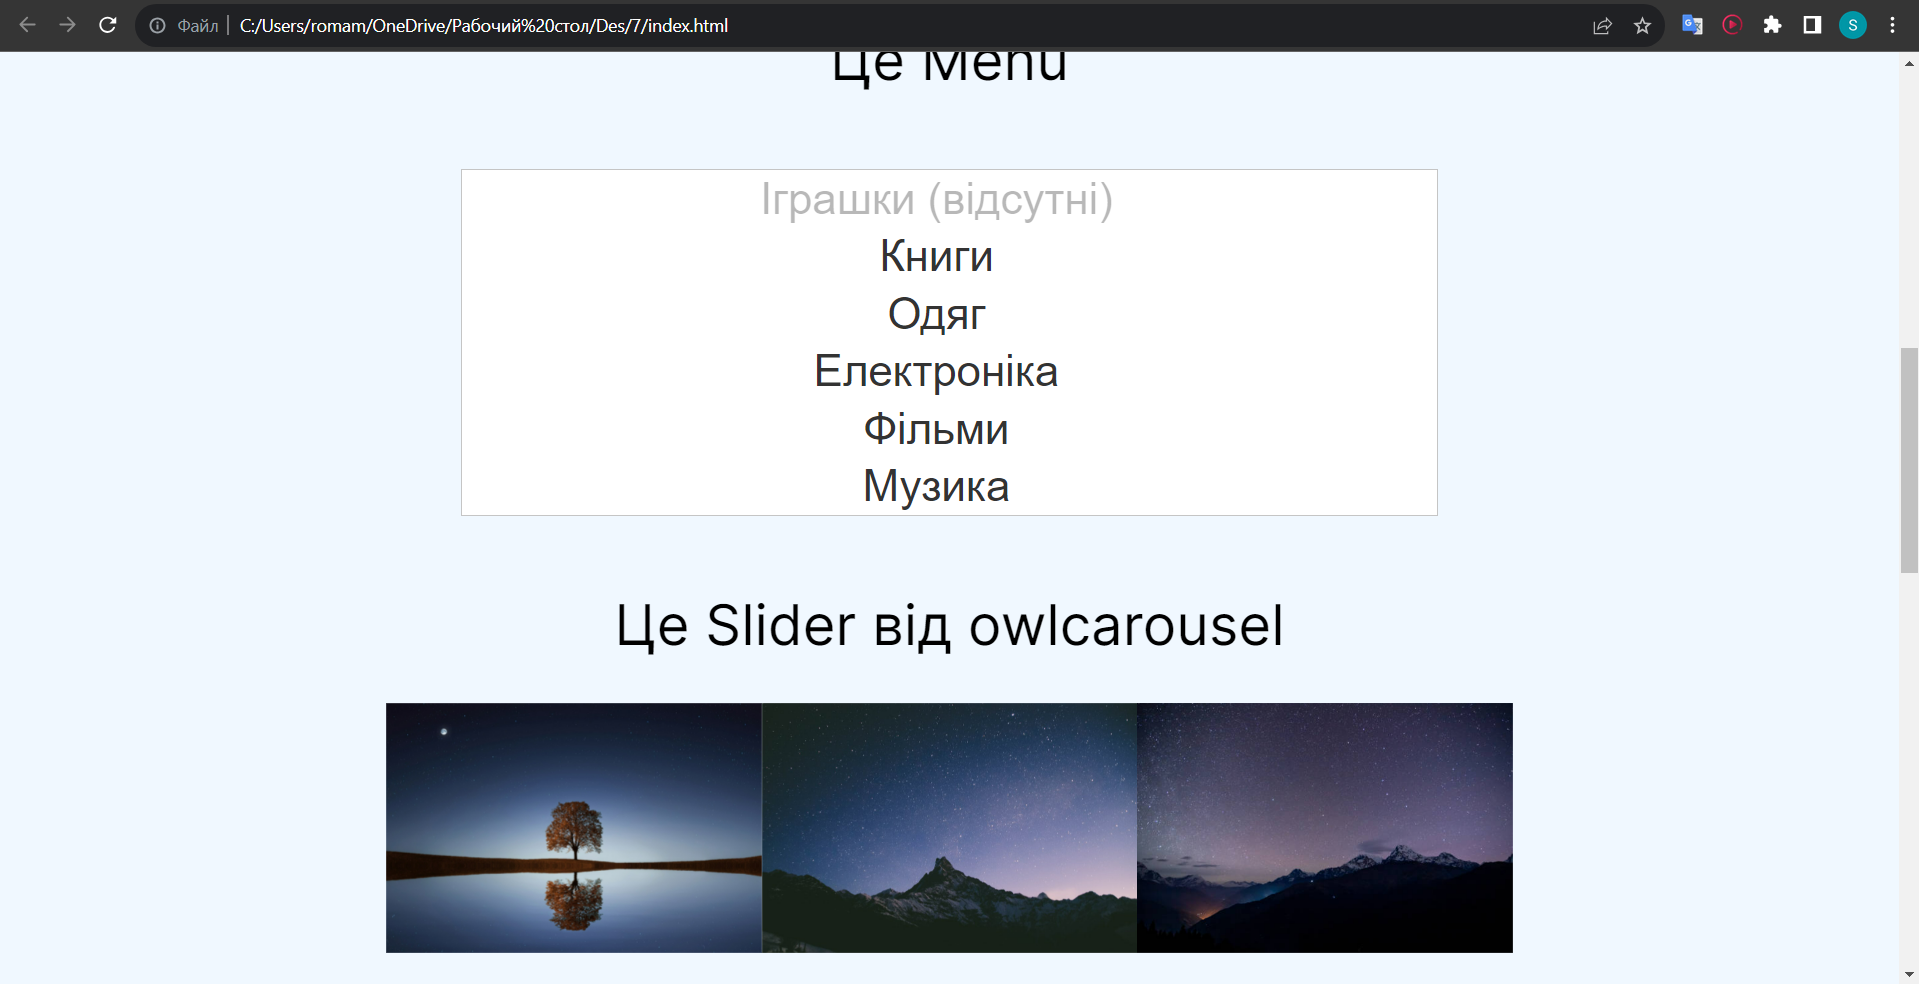 Файл
C:/Users/romam/OneDrive/Рабочий%20стол/Des/7/index.html
S
Це Menu
Іграшки (відсутні)
Книги
Одяг
Електроніка
Фільми
Музика
Це Slider від owlcarousel